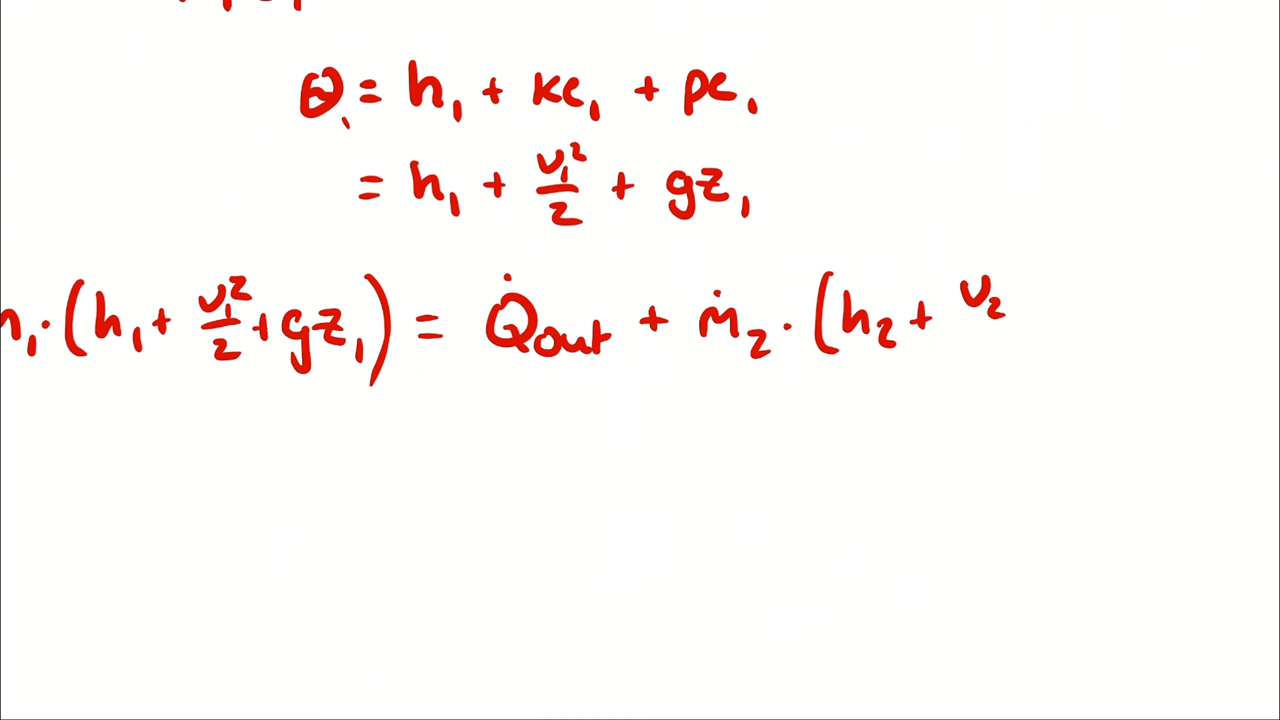 θ₁ = h₁ + ke₁ + pe₁
= h₁ + v₁²/2 + gz₁
ṁ₁·(h₁ + v₁²/2 + gz₁) = Q̇out + ṁ₂·(h₂ + v₂